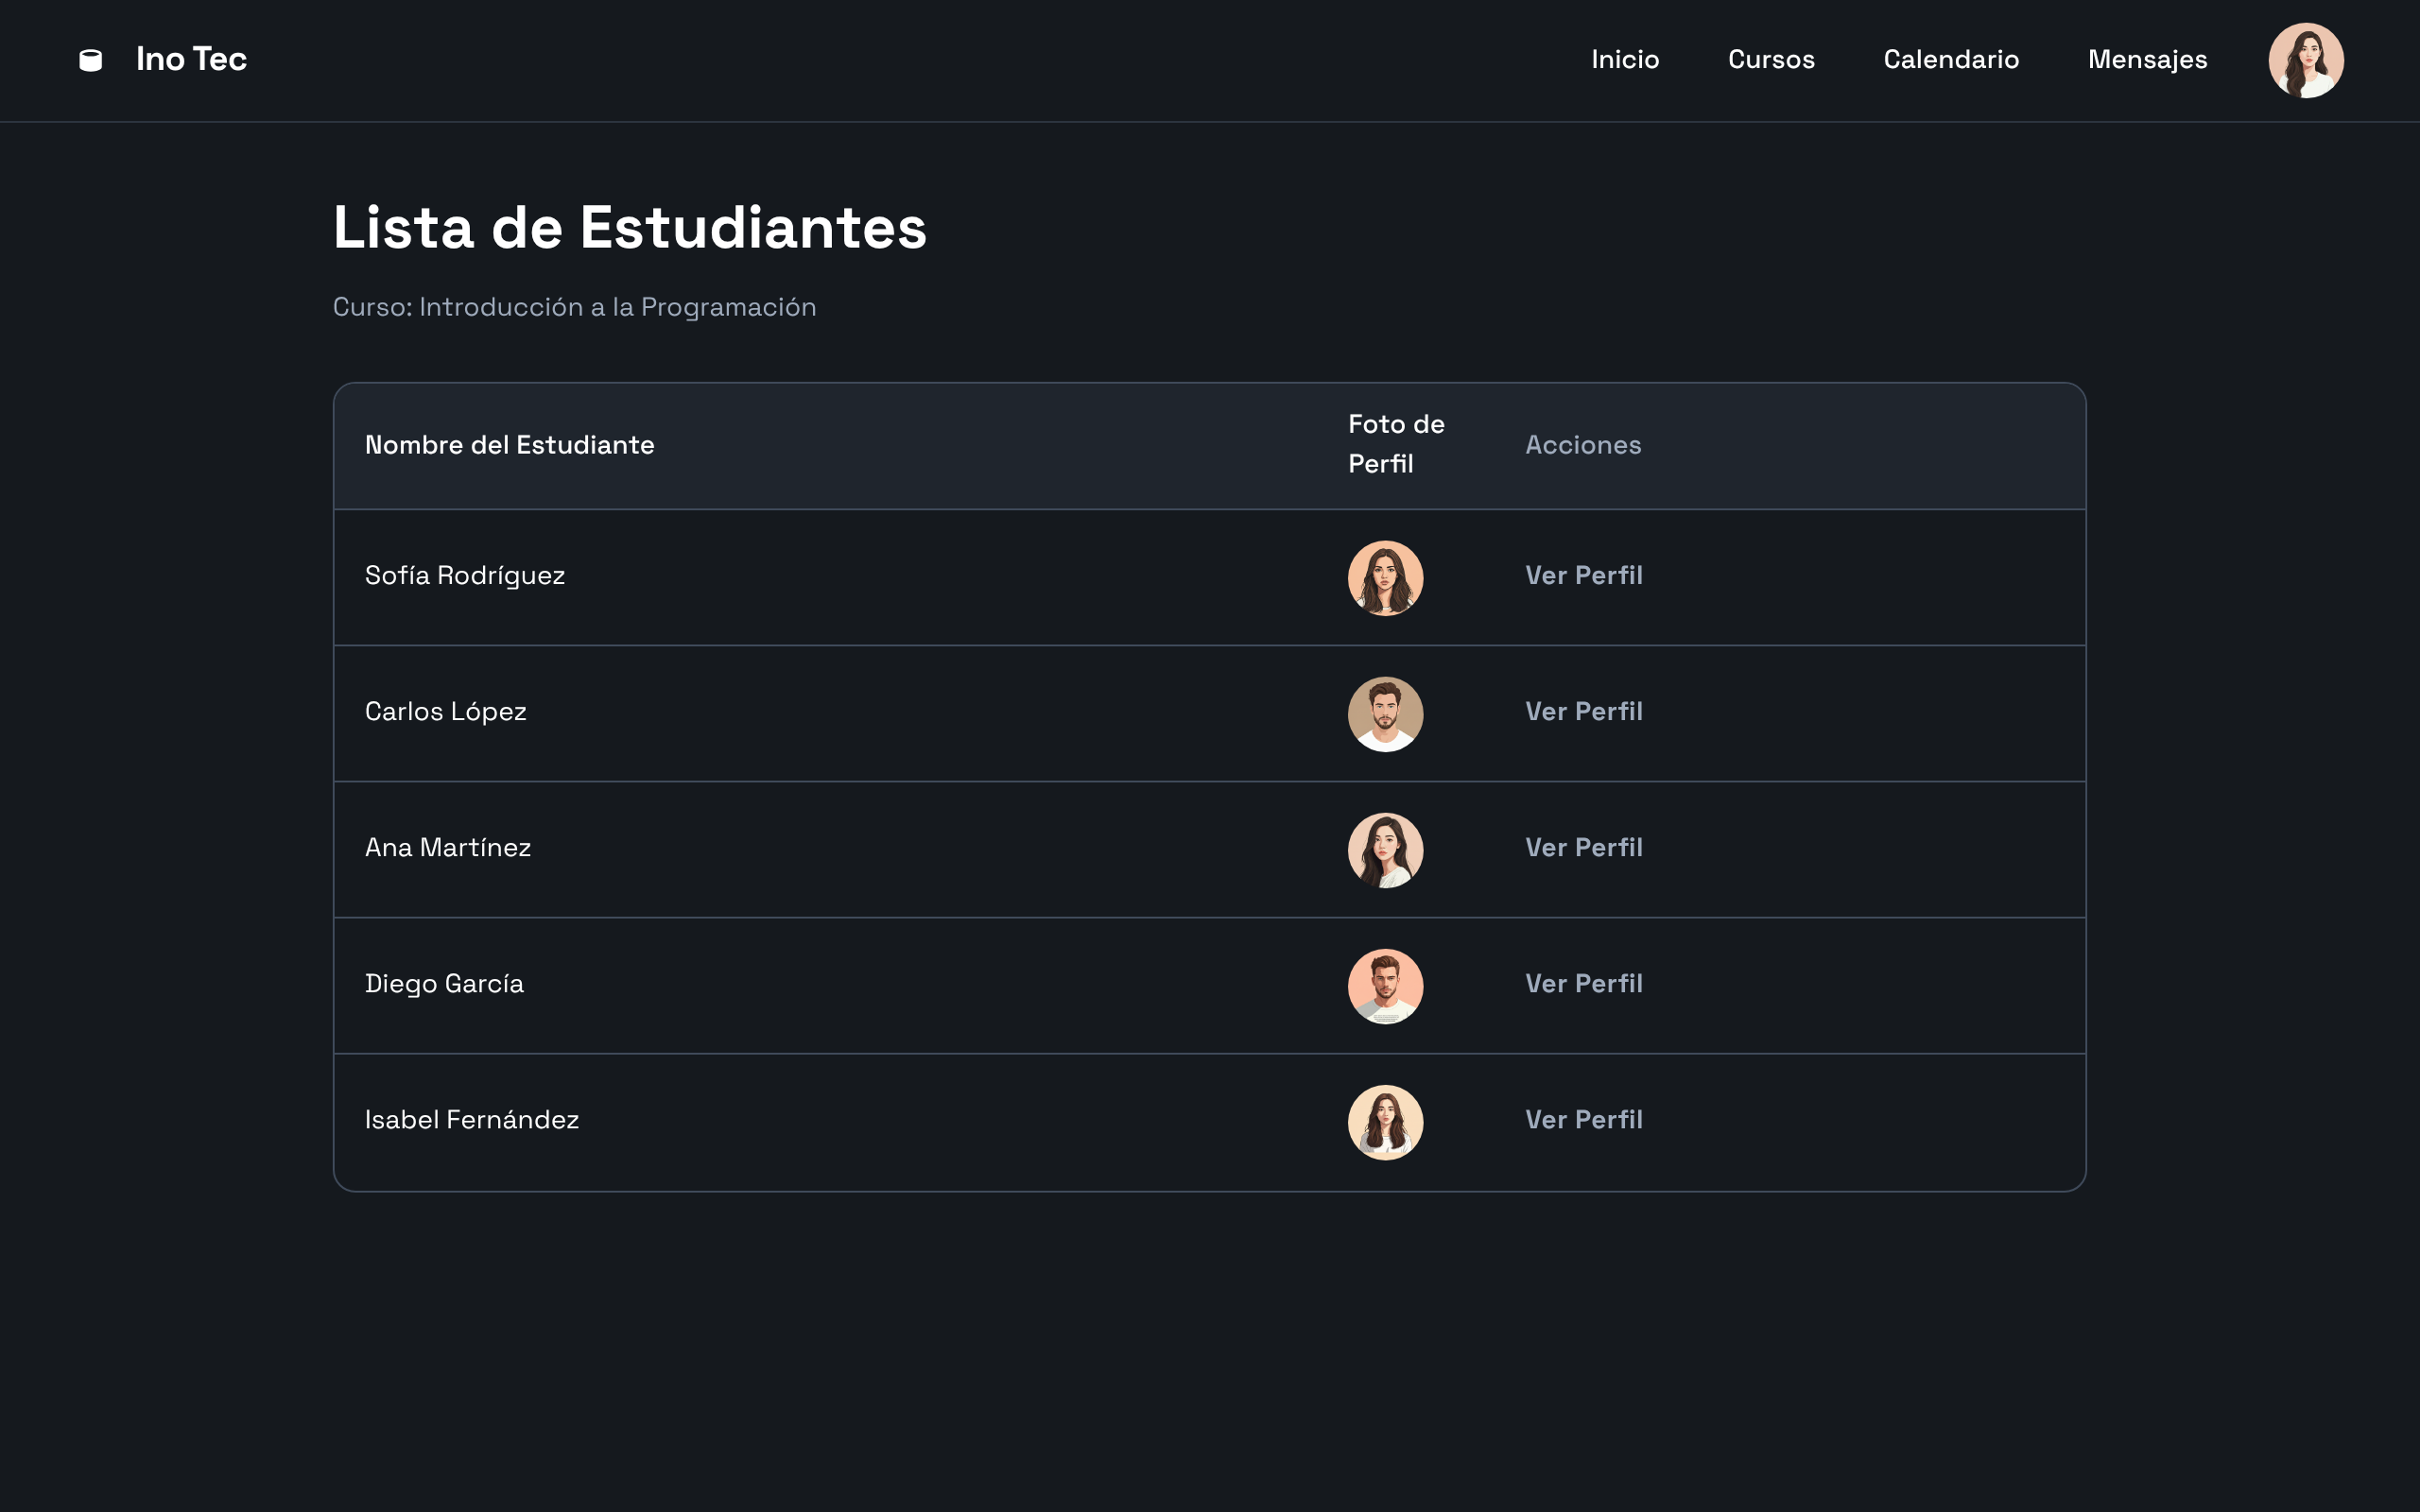 Ino Tec
Inicio Cursos Calendario Mensajes
Lista de Estudiantes
Curso: Introducción a la Programación
Nombre del Estudiante
Foto de
Perfil
Acciones
Sofía Rodríguez
Ver Perfil
Carlos López
Ver Perfil
Ana Martínez
Ver Perfil
Diego García
Ver Perfil
Isabel Fernández
Ver Perfil